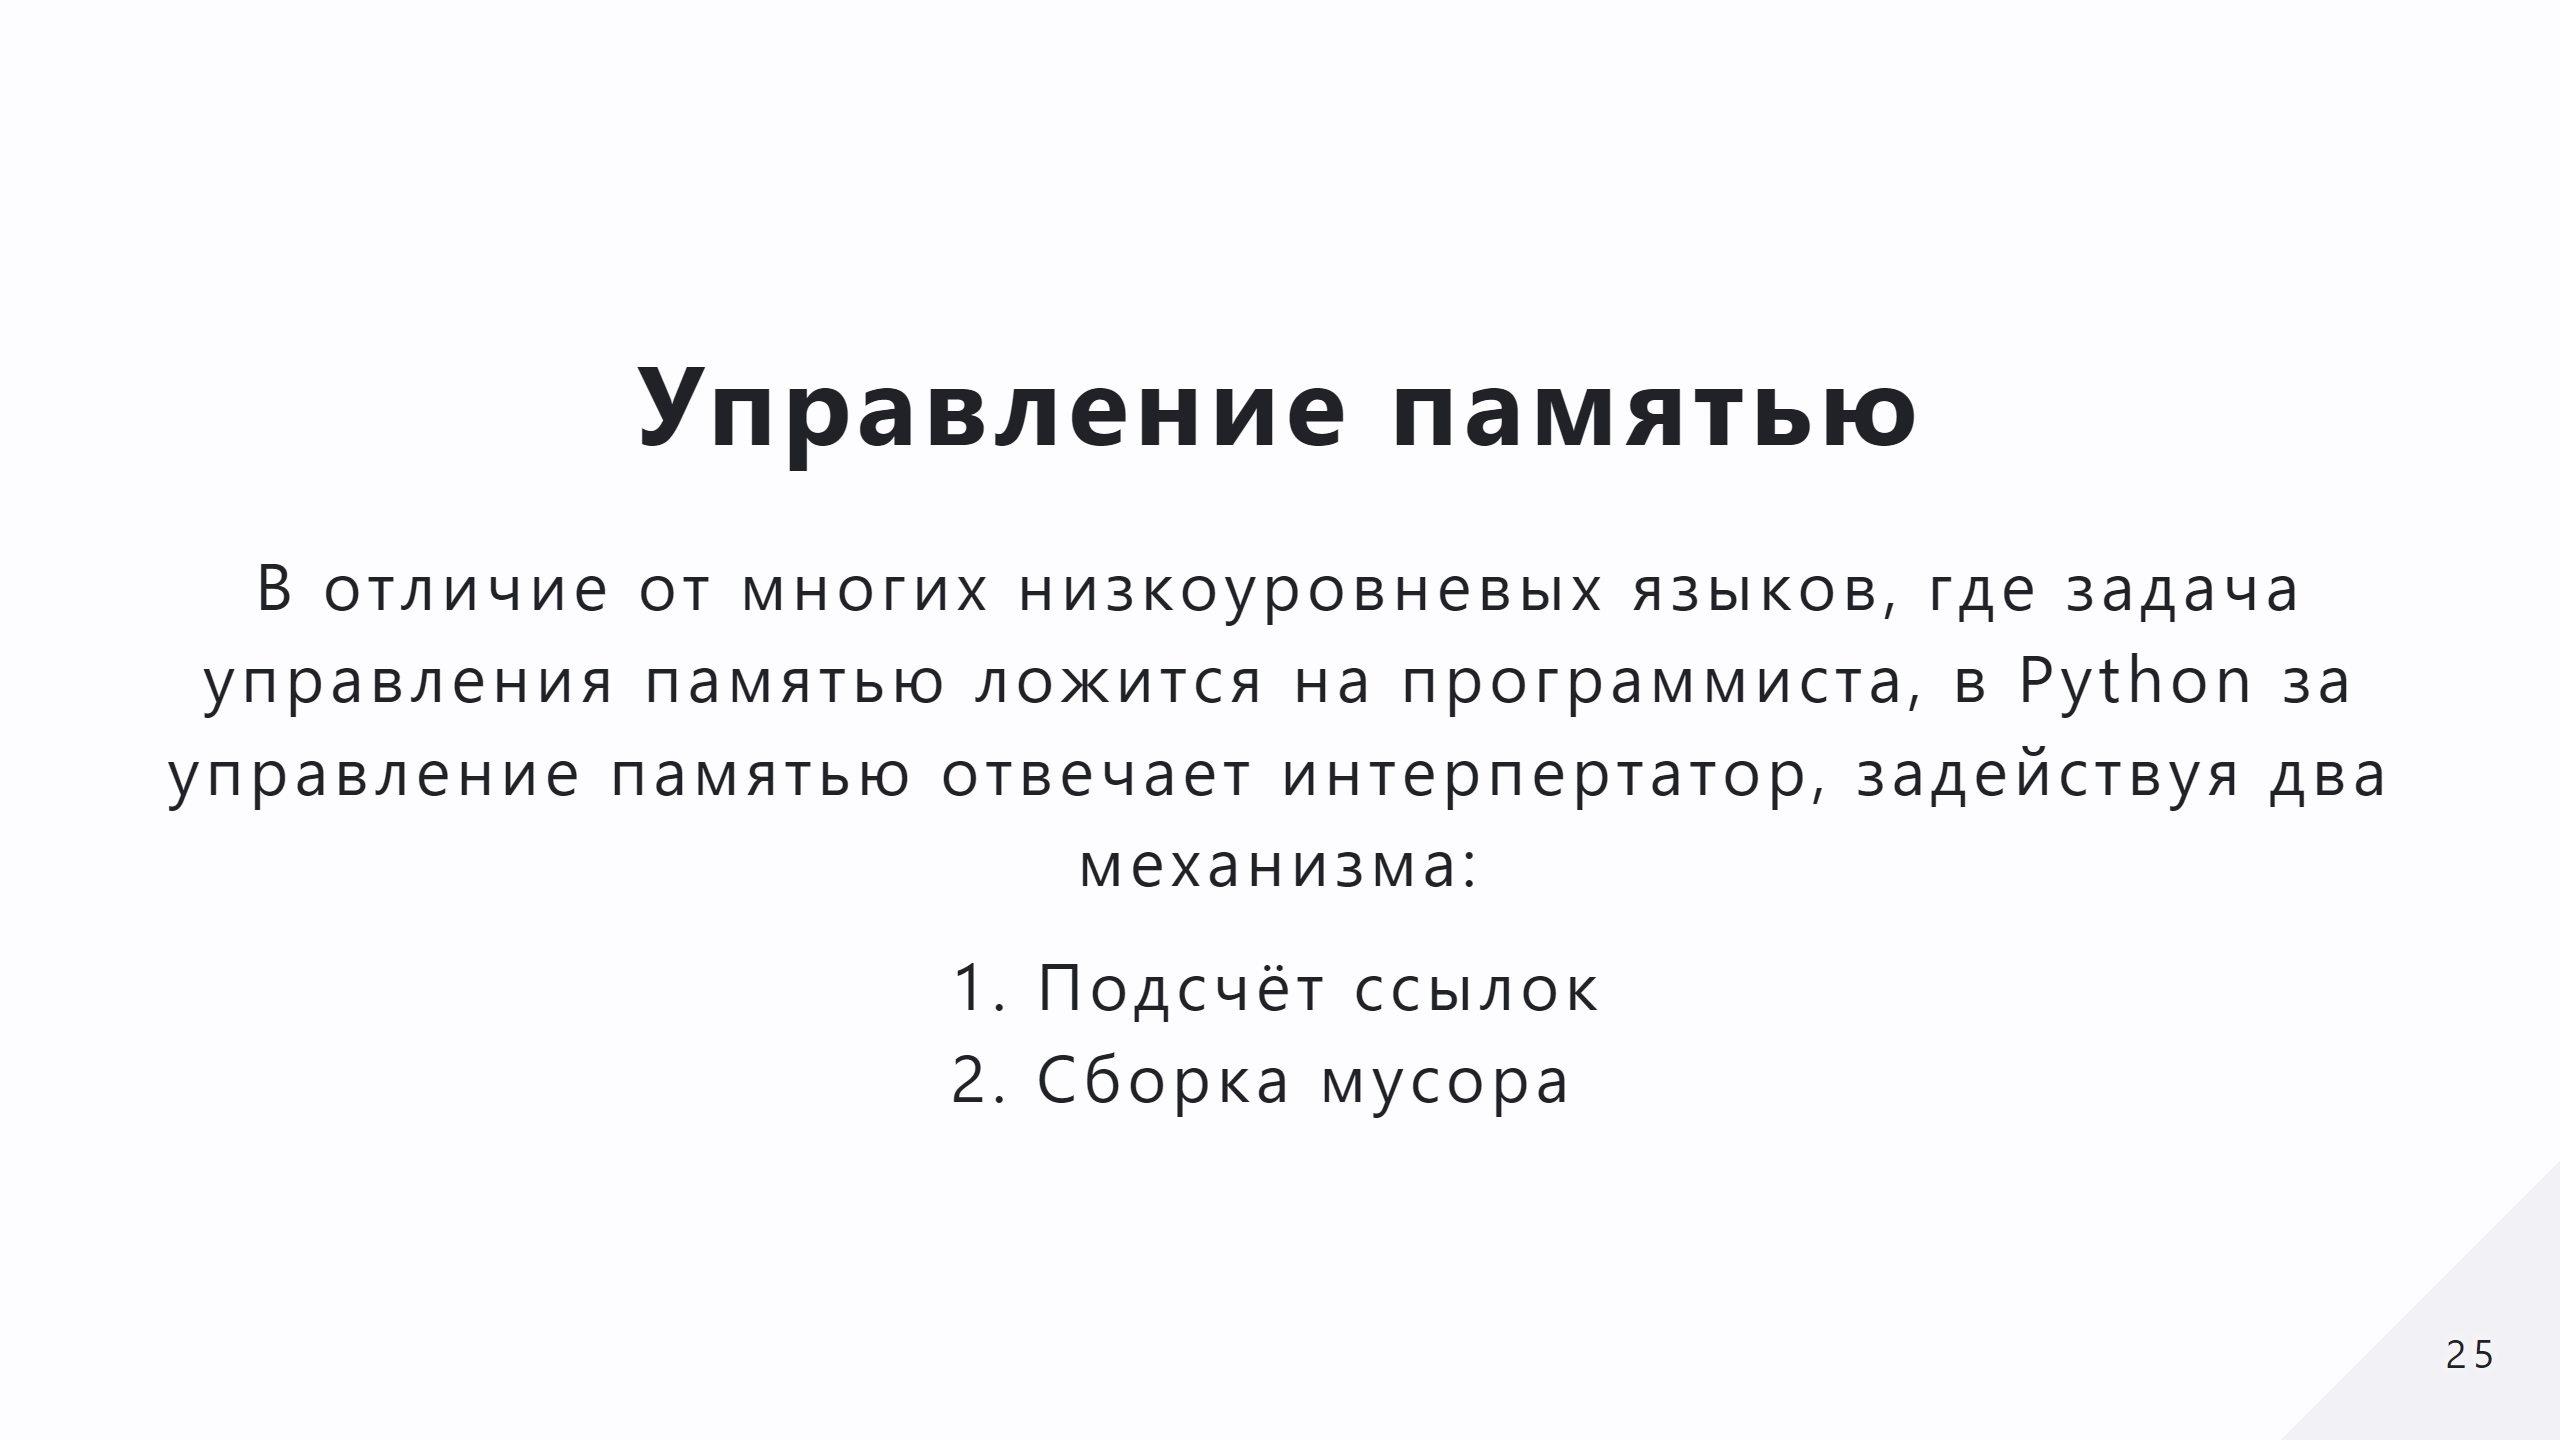 Управление памятью
В отличие от многих низкоуровневых языков, где задача
управления памятью ложится на программиста, в Python за
управление памятью отвечает интерпертатор, задействуя два
механизма:
1. Подсчёт ссылок
2. Сборка мусора
25